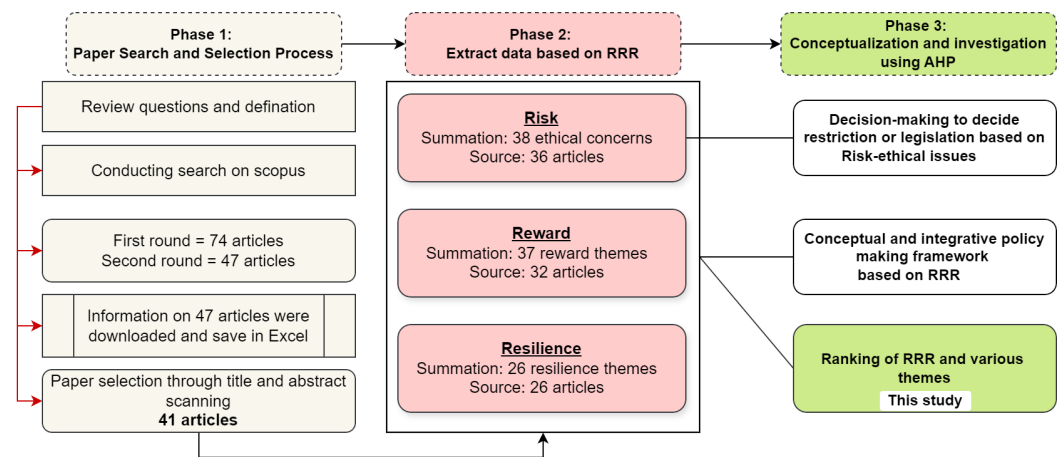 Phase 1:
Paper Search and Selection Process
Review questions and defination
Conducting search on scopus
First round = 74 articles
Second round = 47 articles
Information on 47 articles were
downloaded and save in Excel
Paper selection through title and abstract
scanning
41 articles
Phase 2:
Extract data based on RRR
Risk
Summation: 38 ethical concerns
Source: 36 articles
Reward
Summation: 37 reward themes
Source: 32 articles
Resilience
Summation: 26 resilience themes
Source: 26 articles
Phase 3:
Conceptualization and investigation
using AHP
Decision-making to decide
restriction or legislation based on
Risk-ethical issues
Conceptual and integrative policy
making framework
based on RRR
Ranking of RRR and various
themes
This study